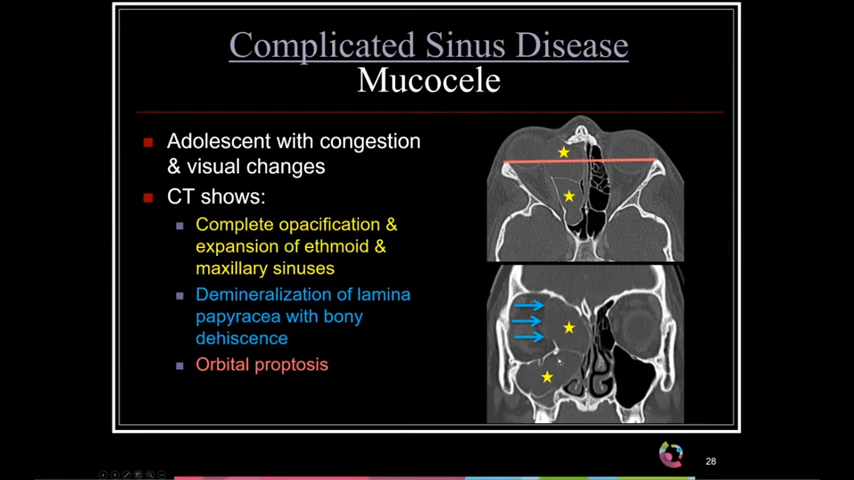 Complicated Sinus Disease
Mucocele
Adolescent with congestion
& visual changes
CT shows:
Complete opacification &
expansion of ethmoid &
maxillary sinuses
Demineralization of lamina
papyracea with bony
dehiscence
Orbital proptosis
28